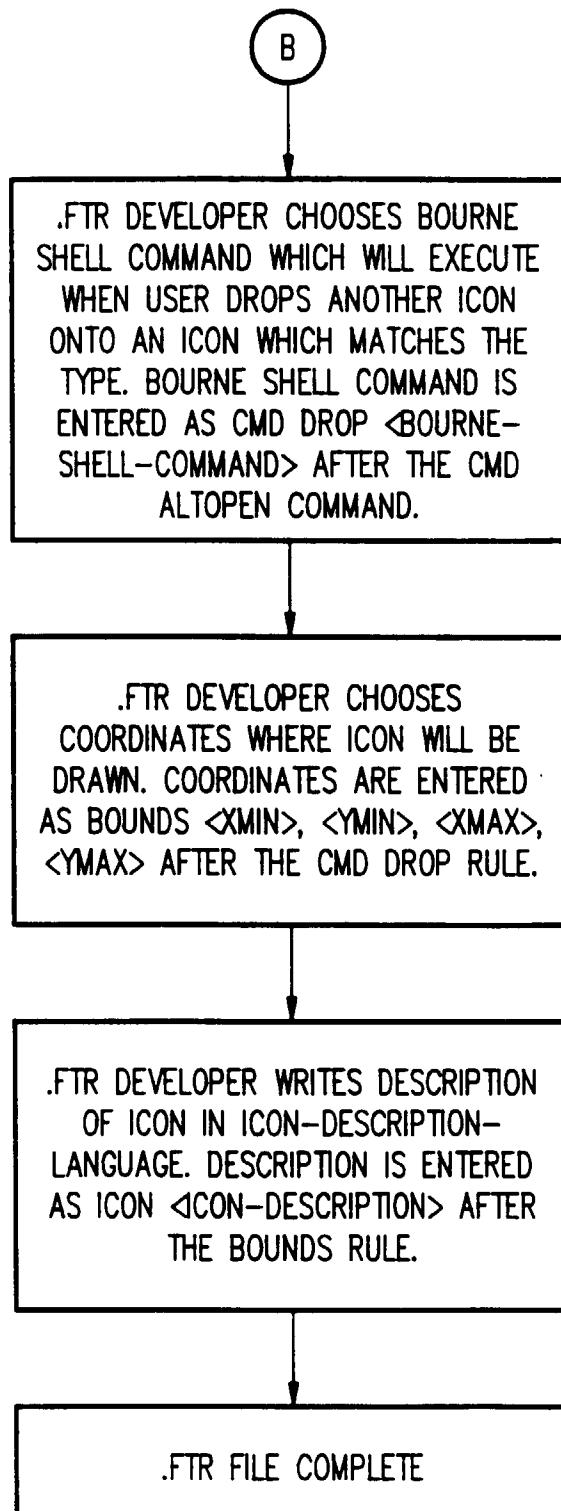 B
.FTR DEVELOPER CHOOSES BOURNE
SHELL COMMAND WHICH WILL EXECUTE
WHEN USER DROPS ANOTHER ICON
ONTO AN ICON WHICH MATCHES THE
TYPE. BOURNE SHELL COMMAND IS
ENTERED AS CMD DROP <BOURNE-
SHELL-COMMAND> AFTER THE CMD
ALTOPEN COMMAND.
.FTR DEVELOPER CHOOSES
COORDINATES WHERE ICON WILL BE
DRAWN. COORDINATES ARE ENTERED
AS BOUNDS <XMIN>, <YMIN>, <XMAX>,
<YMAX> AFTER THE CMD DROP RULE.
.FTR DEVELOPER WRITES DESCRIPTION
OF ICON IN ICON-DESCRIPTION-
LANGUAGE. DESCRIPTION IS ENTERED
AS ICON <ICON-DESCRIPTION> AFTER
THE BOUNDS RULE.
.FTR FILE COMPLETE